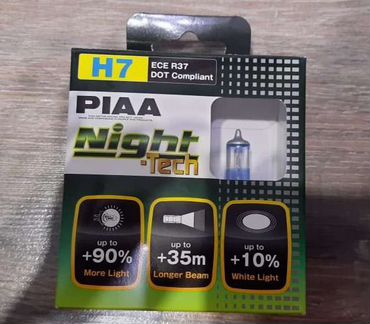 H7
ECE R37
DOT Compliant
PIAA
Night
-Tech
up to
+90%
More Light
up to
+35m
Longer Beam
up to
+10%
White Light